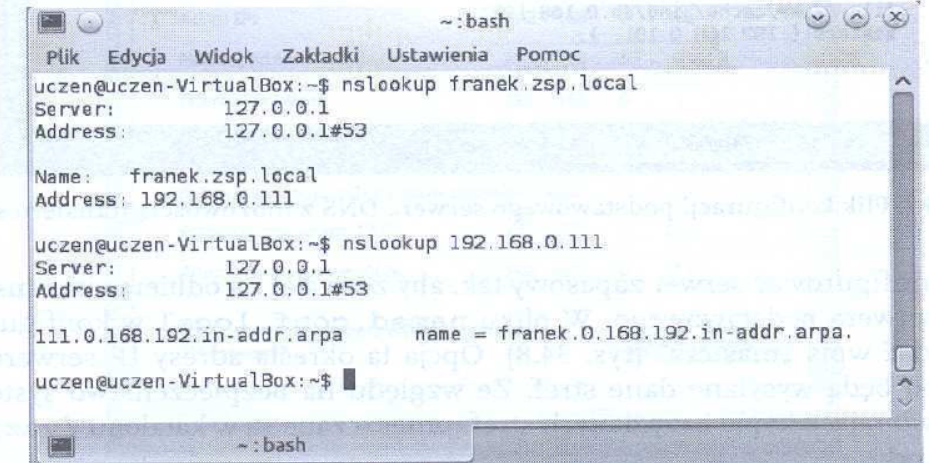 ~:bash
Plik Edycja Widok Zakładki Ustawienia Pomoc
uczen@uczen-VirtualBox:~$ nslookup franek.zsp.local
Server: 127.0.0.1
Address: 127.0.0.1#53
Name: franek.zsp.local
Address: 192.168.0.111
uczen@uczen-VirtualBox:~$ nslookup 192.168.0.111
Server: 127.0.0.1
Address: 127.0.0.1#53
111.0.168.192.in-addr.arpa name = franek.0.168.192.in-addr.arpa.
uczen@uczen-VirtualBox:~$
~:bash